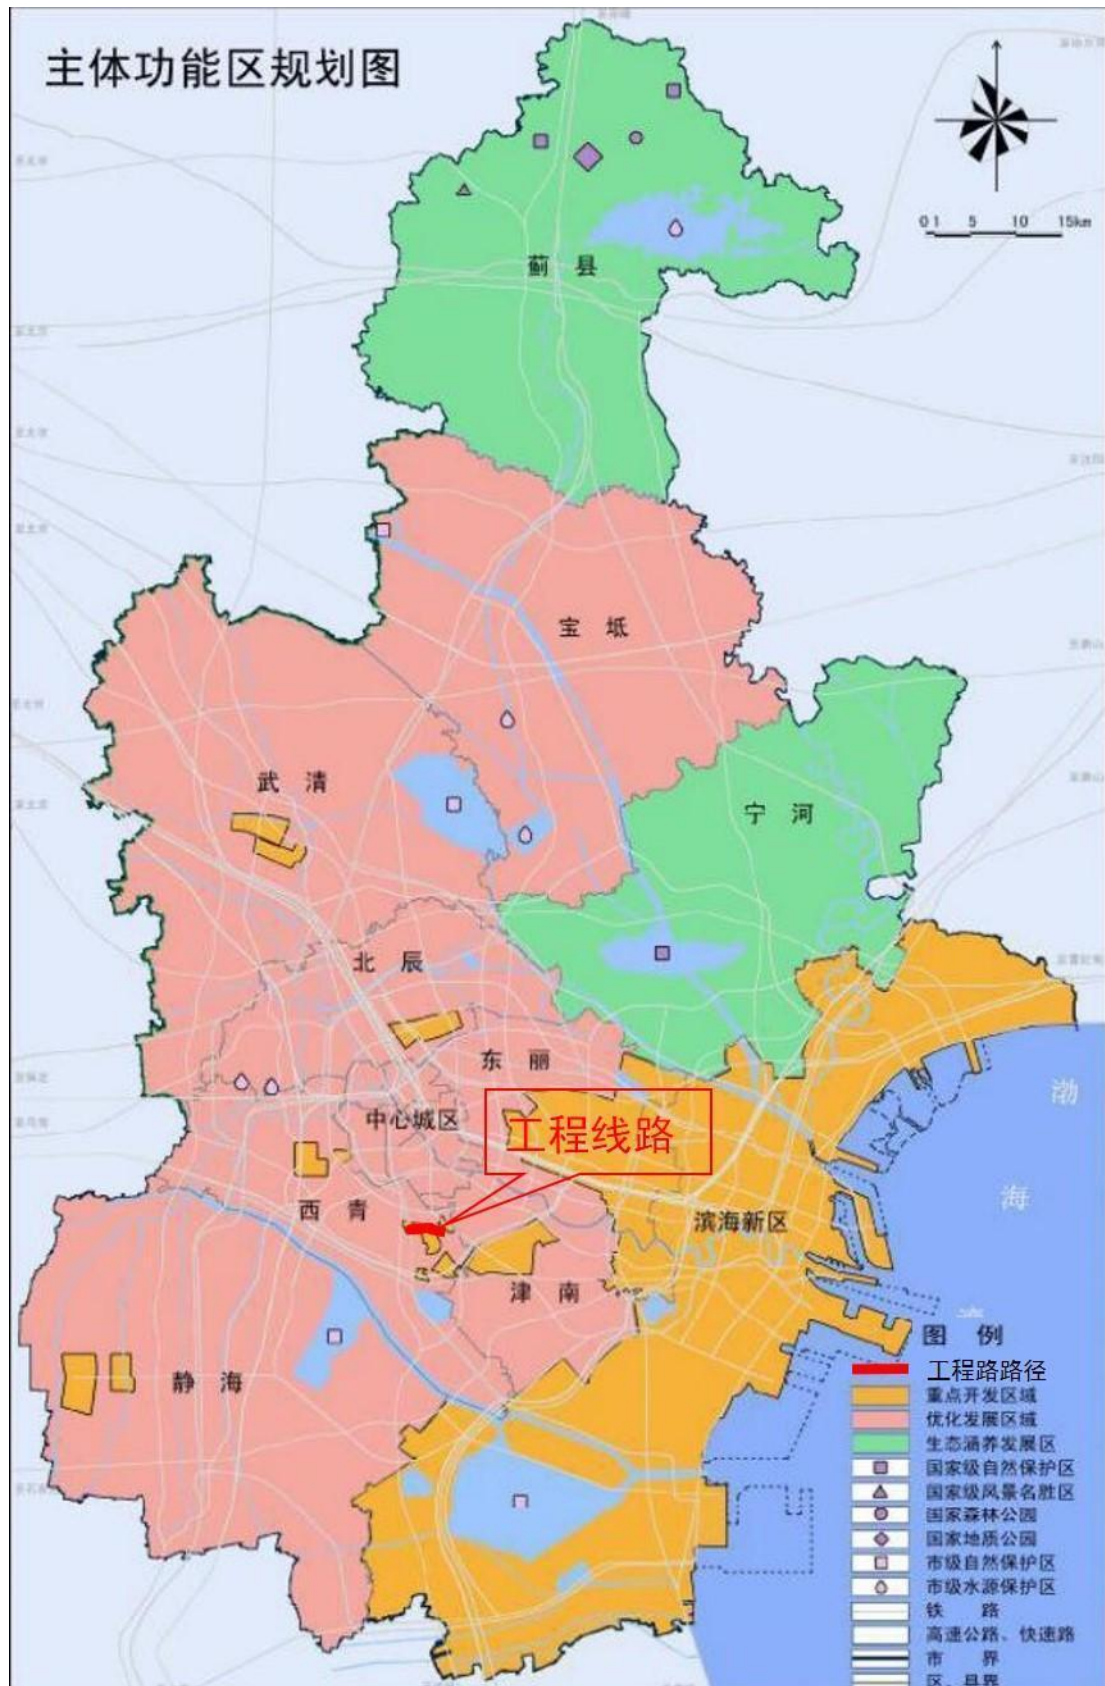 主体功能区规划图
0 1 5 10 15km
蓟 县
宝 坻
武 清
宁 河
北 辰
东 丽
中心城区
工程线路
渤
海
西 青
滨海新区
津 南
静 海
图 例
工程路路径
重点开发区域
优化发展区域
生态涵养发展区
国家级自然保护区
国家级风景名胜区
国家森林公园
国家地质公园
市级自然保护区
市级水源保护区
铁 路
高速公路、快速路
市 界
区、县界